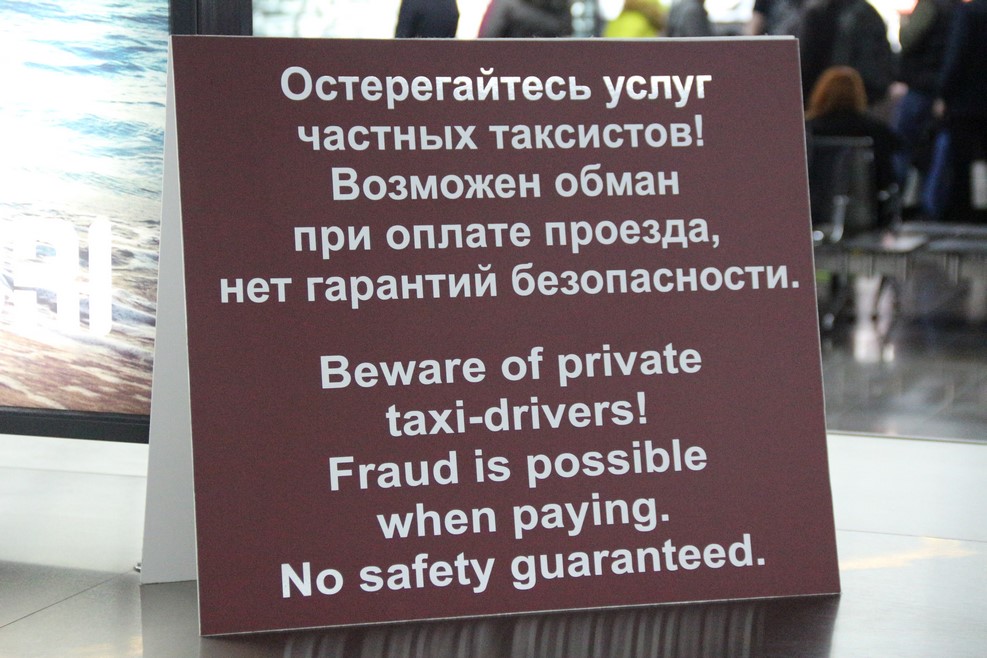 Остерегайтесь услуг
частных таксистов!
Возможен обман
при оплате проезда,
нет гарантий безопасности.
Beware of private
taxi-drivers!
Fraud is possible
when paying.
No safety guaranteed.